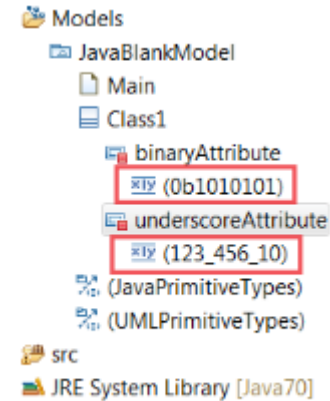 Models
JavaBlankModel
Main
Class1
binaryAttribute
(0b1010101)
underscoreAttribute
(123_456_10)
(JavaPrimitiveTypes)
(UMLPrimitiveTypes)
src
JRE System Library [Java70]